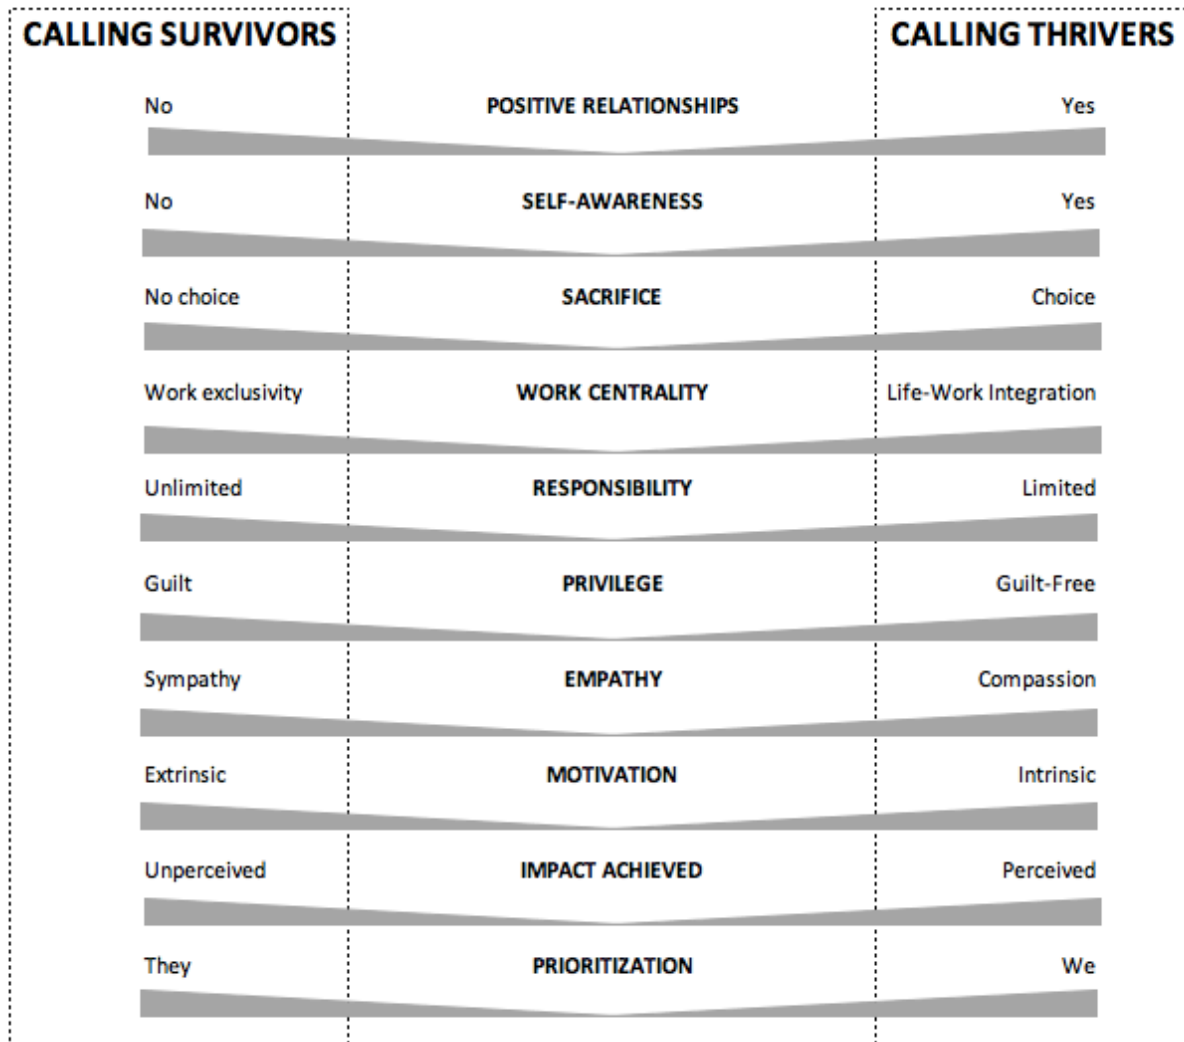 CALLING SURVIVORS CALLING THRIVERS
No POSITIVE RELATIONSHIPS Yes
No SELF-AWARENESS Yes
No choice SACRIFICE Choice
Work exclusivity WORK CENTRALITY Life-Work Integration
Unlimited RESPONSIBILITY Limited
Guilt PRIVILEGE Guilt-Free
Sympathy EMPATHY Compassion
Extrinsic MOTIVATION Intrinsic
Unperceived IMPACT ACHIEVED Perceived
They PRIORITIZATION We